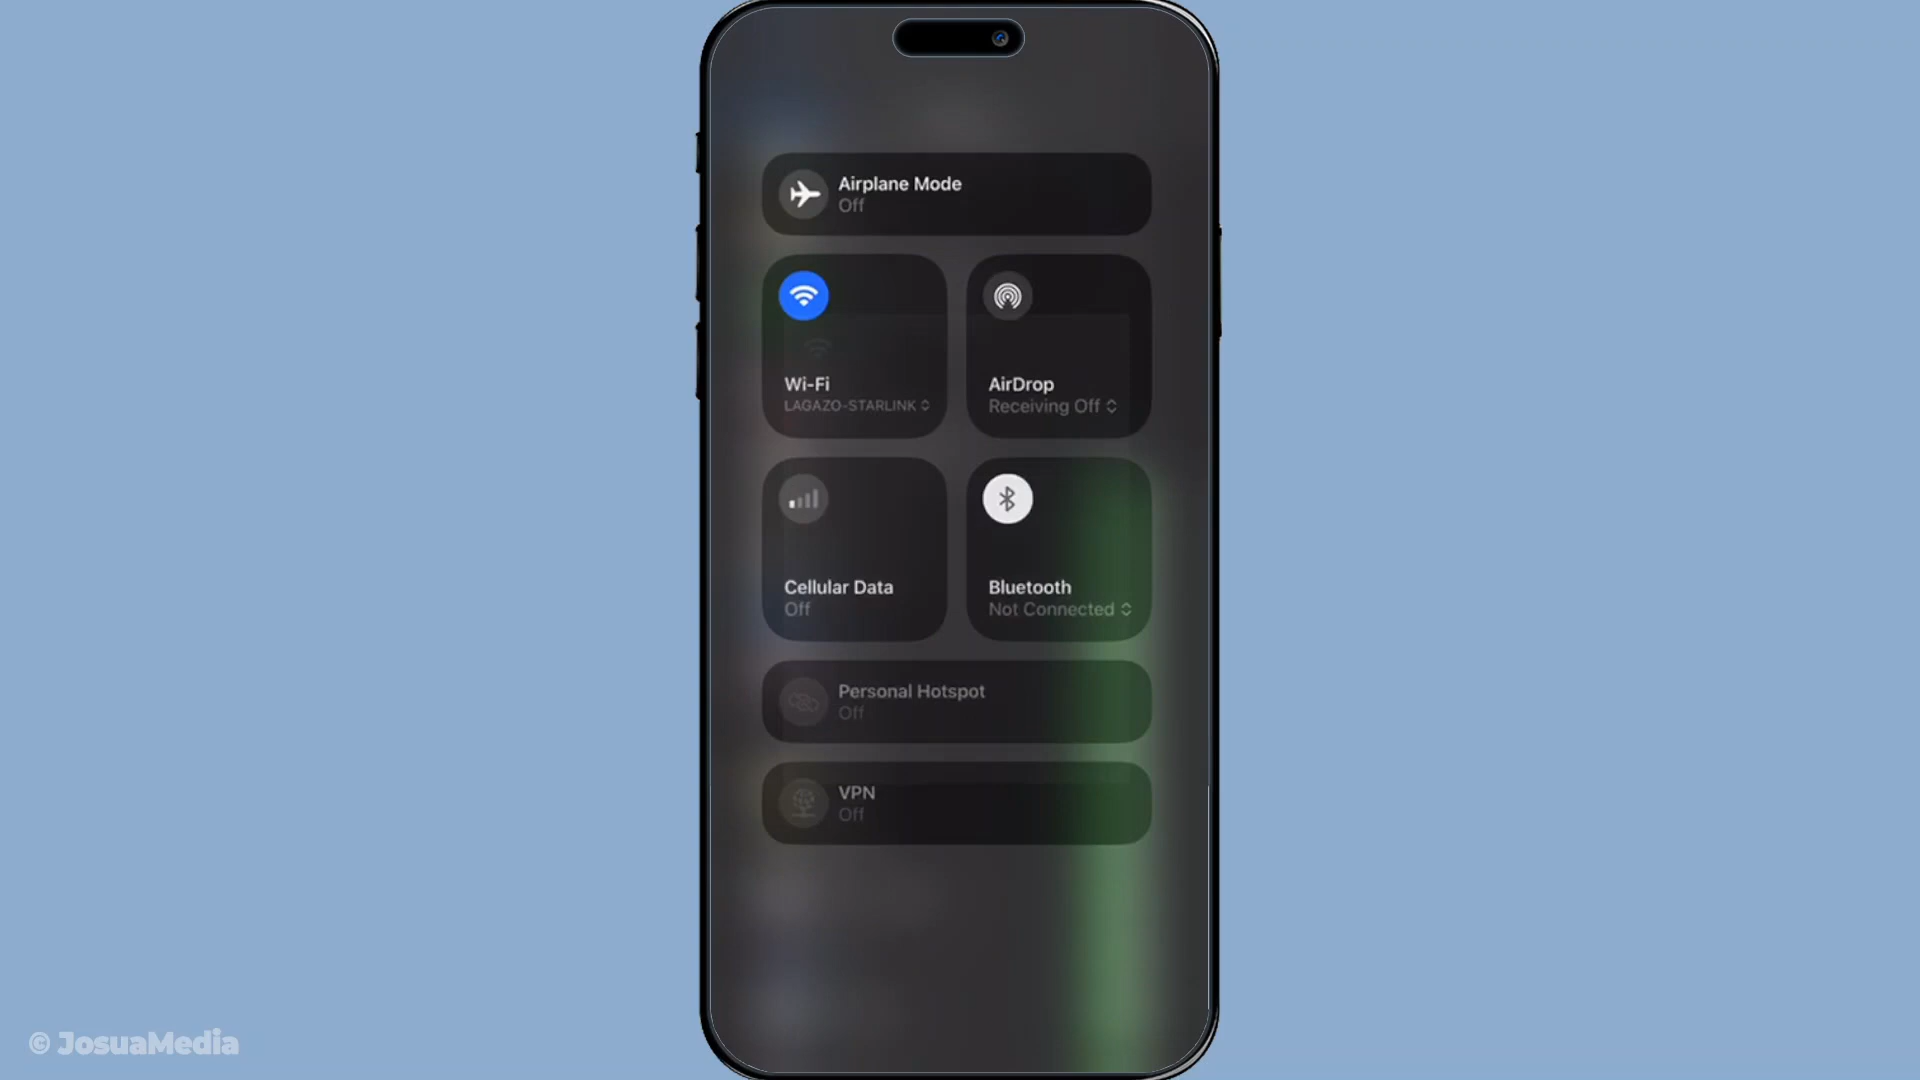 Airplane Mode
Off
Wi-Fi
LAGAZO-STARLINK
AirDrop
Receiving Off
Cellular Data
Off
Bluetooth
Not Connected
Personal Hotspot
Off
VPN
Off
© JosuaMedia